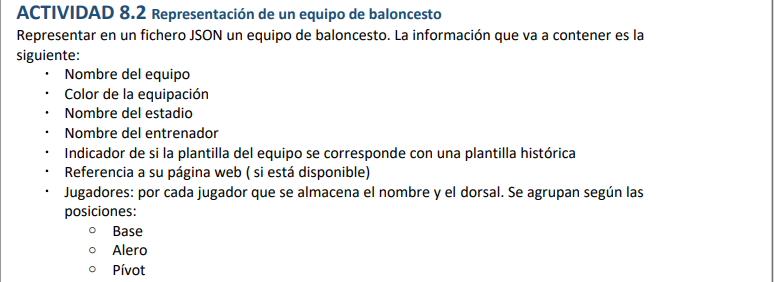 ACTIVIDAD 8.2 Representación de un equipo de baloncesto
Representar en un fichero JSON un equipo de baloncesto. La información que va a contener es la
siguiente:
· Nombre del equipo
· Color de la equipación
· Nombre del estadio
· Nombre del entrenador
· Indicador de si la plantilla del equipo se corresponde con una plantilla histórica
· Referencia a su página web ( si está disponible)
· Jugadores: por cada jugador que se almacena el nombre y el dorsal. Se agrupan según las
posiciones:
o Base
o Alero
o Pívot